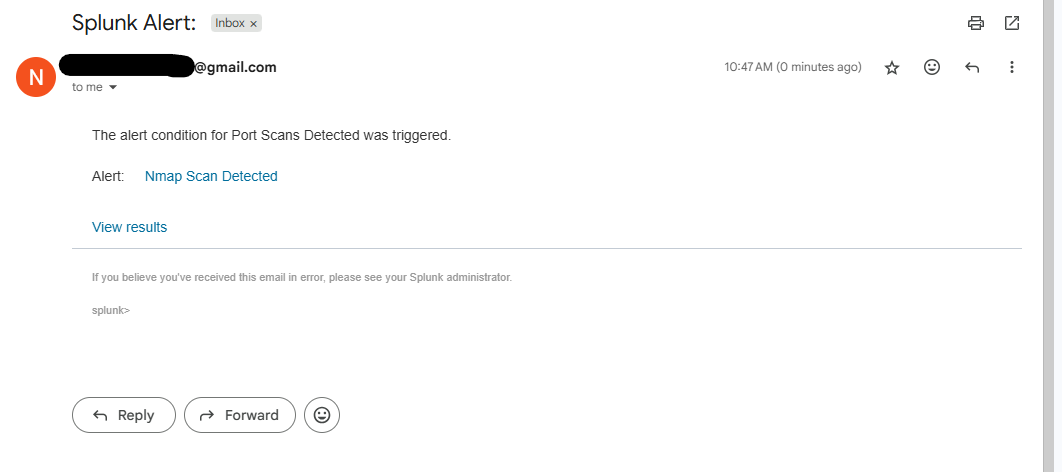 Splunk Alert: Inbox ×
N
@gmail.com 10:47 AM (0 minutes ago)
to me
The alert condition for Port Scans Detected was triggered.
Alert: Nmap Scan Detected
View results
If you believe you've received this email in error, please see your Splunk administrator.
splunk>
Reply Forward